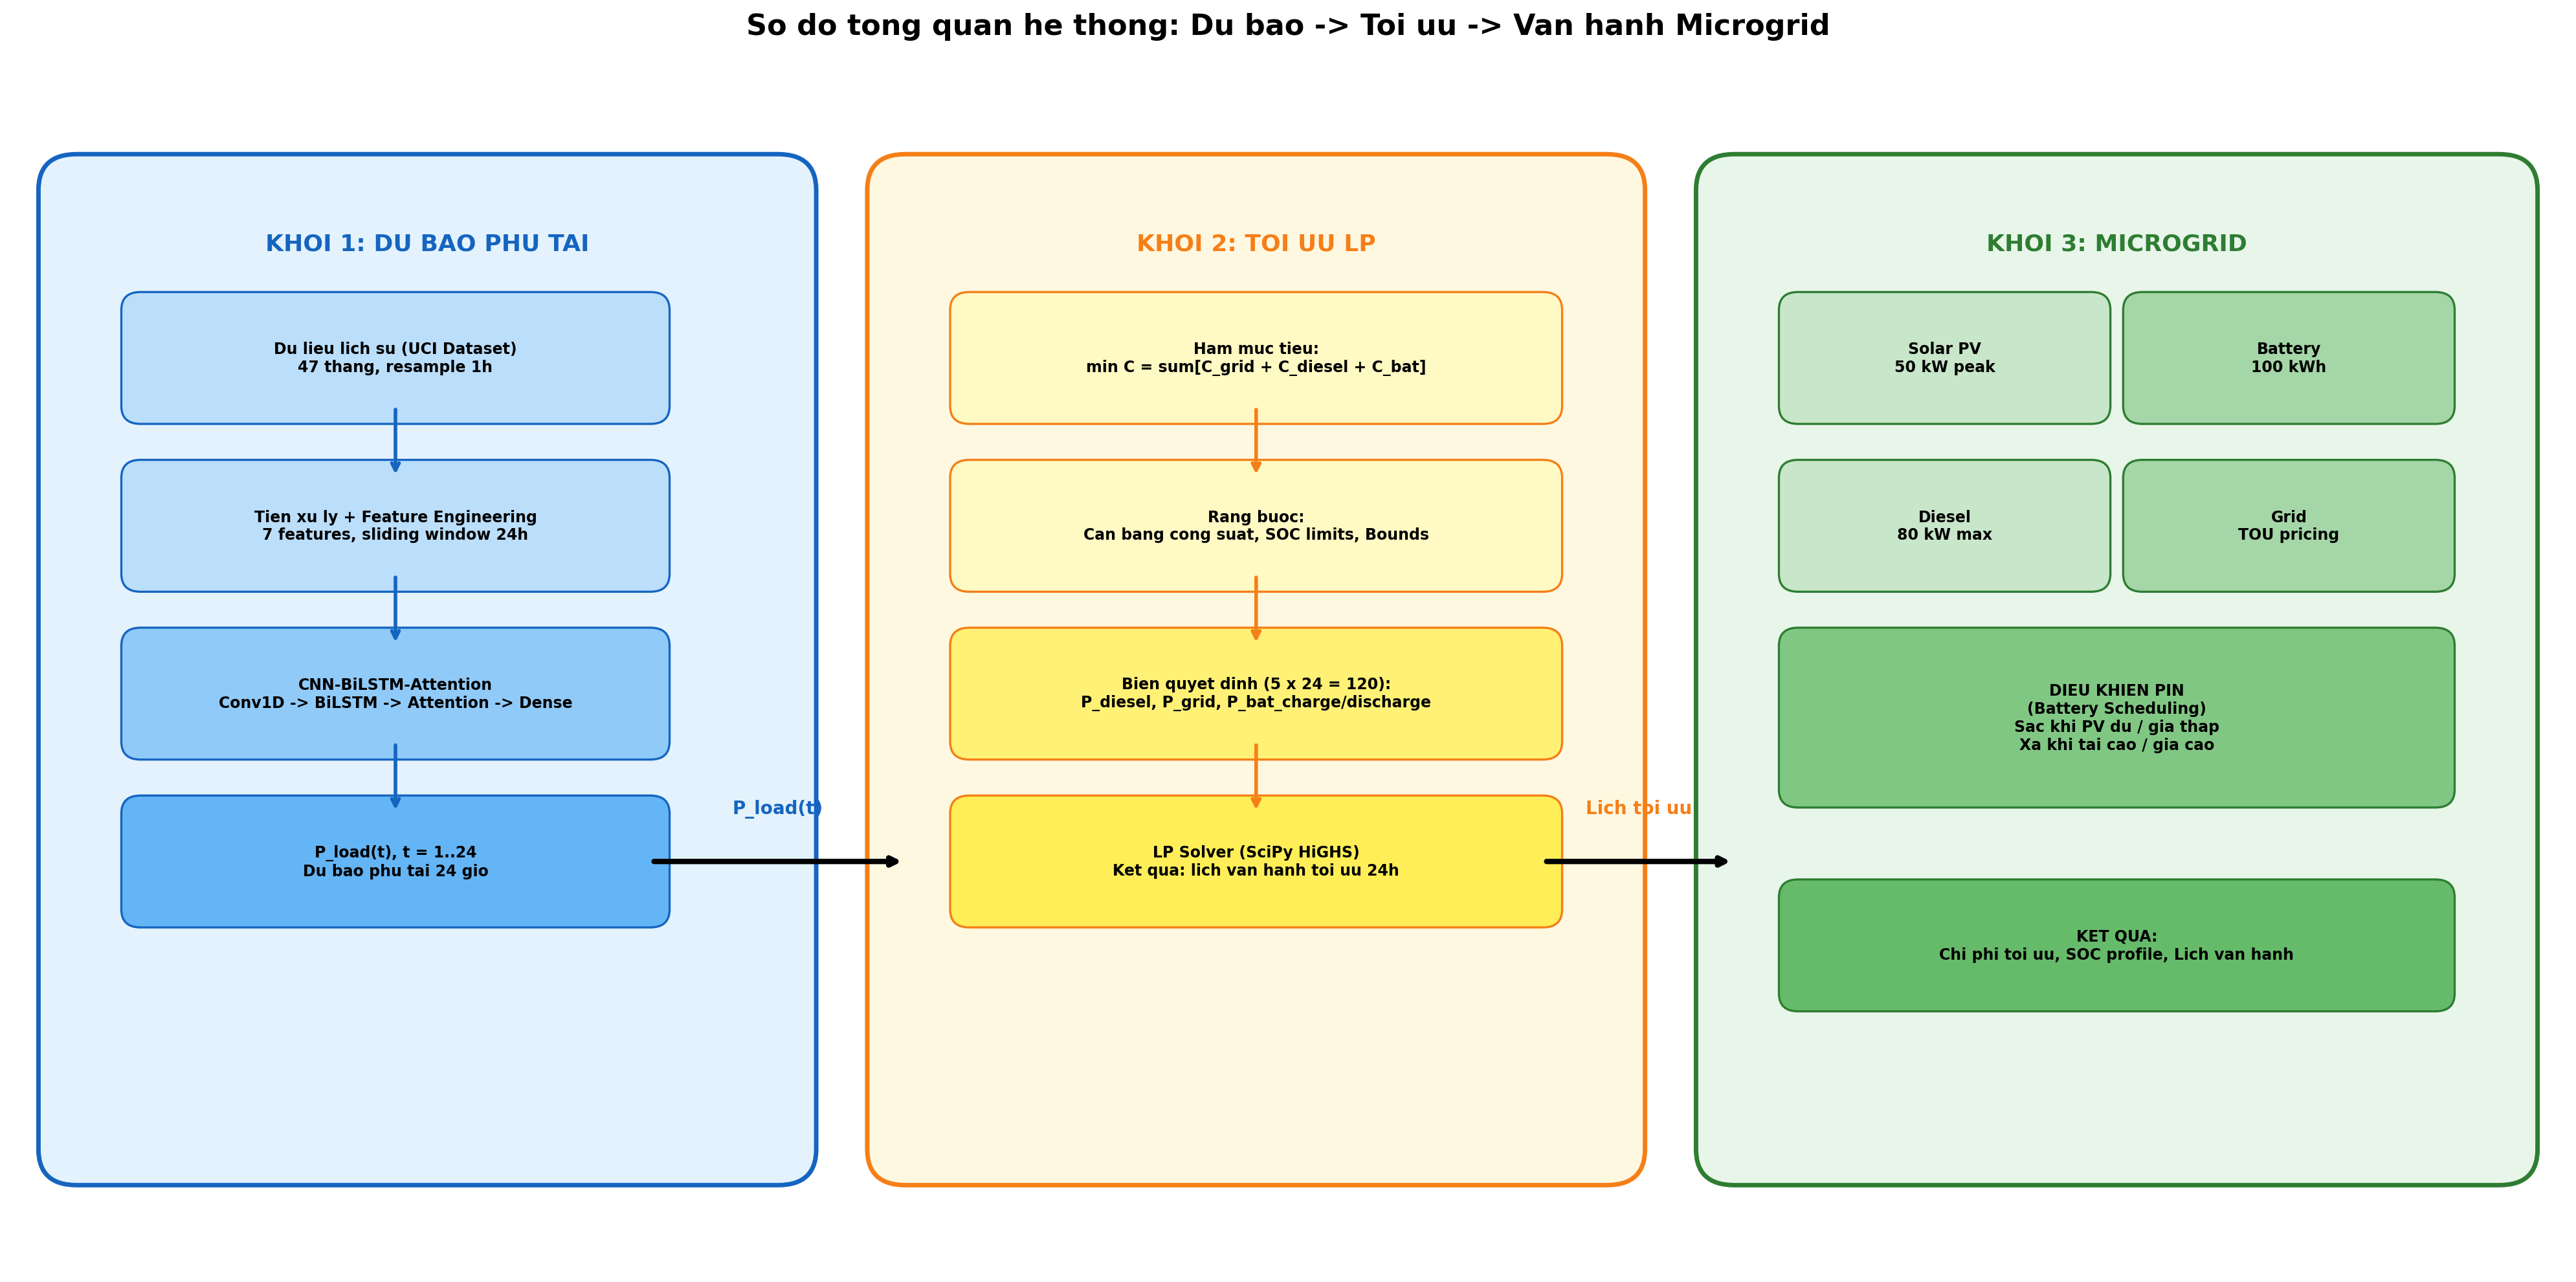 So do tong quan he thong: Du bao -> Toi uu -> Van hanh Microgrid
KHOI 1: DU BAO PHU TAI
Du lieu lich su (UCI Dataset)
47 thang, resample 1h
Tien xu ly + Feature Engineering
7 features, sliding window 24h
CNN-BiLSTM-Attention
Conv1D -> BiLSTM -> Attention -> Dense
P_load(t), t = 1..24
Du bao phu tai 24 gio
P_load(t)
KHOI 2: TOI UU LP
Ham muc tieu:
min C = sum[C_grid + C_diesel + C_bat]
Rang buoc:
Can bang cong suat, SOC limits, Bounds
Bien quyet dinh (5 x 24 = 120):
P_diesel, P_grid, P_bat_charge/discharge
LP Solver (SciPy HiGHS)
Ket qua: lich van hanh toi uu 24h
Lich toi uu
KHOI 3: MICROGRID
Solar PV
50 kW peak
Battery
100 kWh
Diesel
80 kW max
Grid
TOU pricing
DIEU KHIEN PIN
(Battery Scheduling)
Sac khi PV du / gia thap
Xa khi tai cao / gia cao
KET QUA:
Chi phi toi uu, SOC profile, Lich van hanh